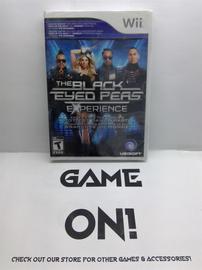 Wii
THE BLACK
EYED PEAS
EXPERIENCE
T
UBISOFT
GAME
ON!
CHECK OUT OUR STORE FOR OTHER GAMES & ACCESSORIES!